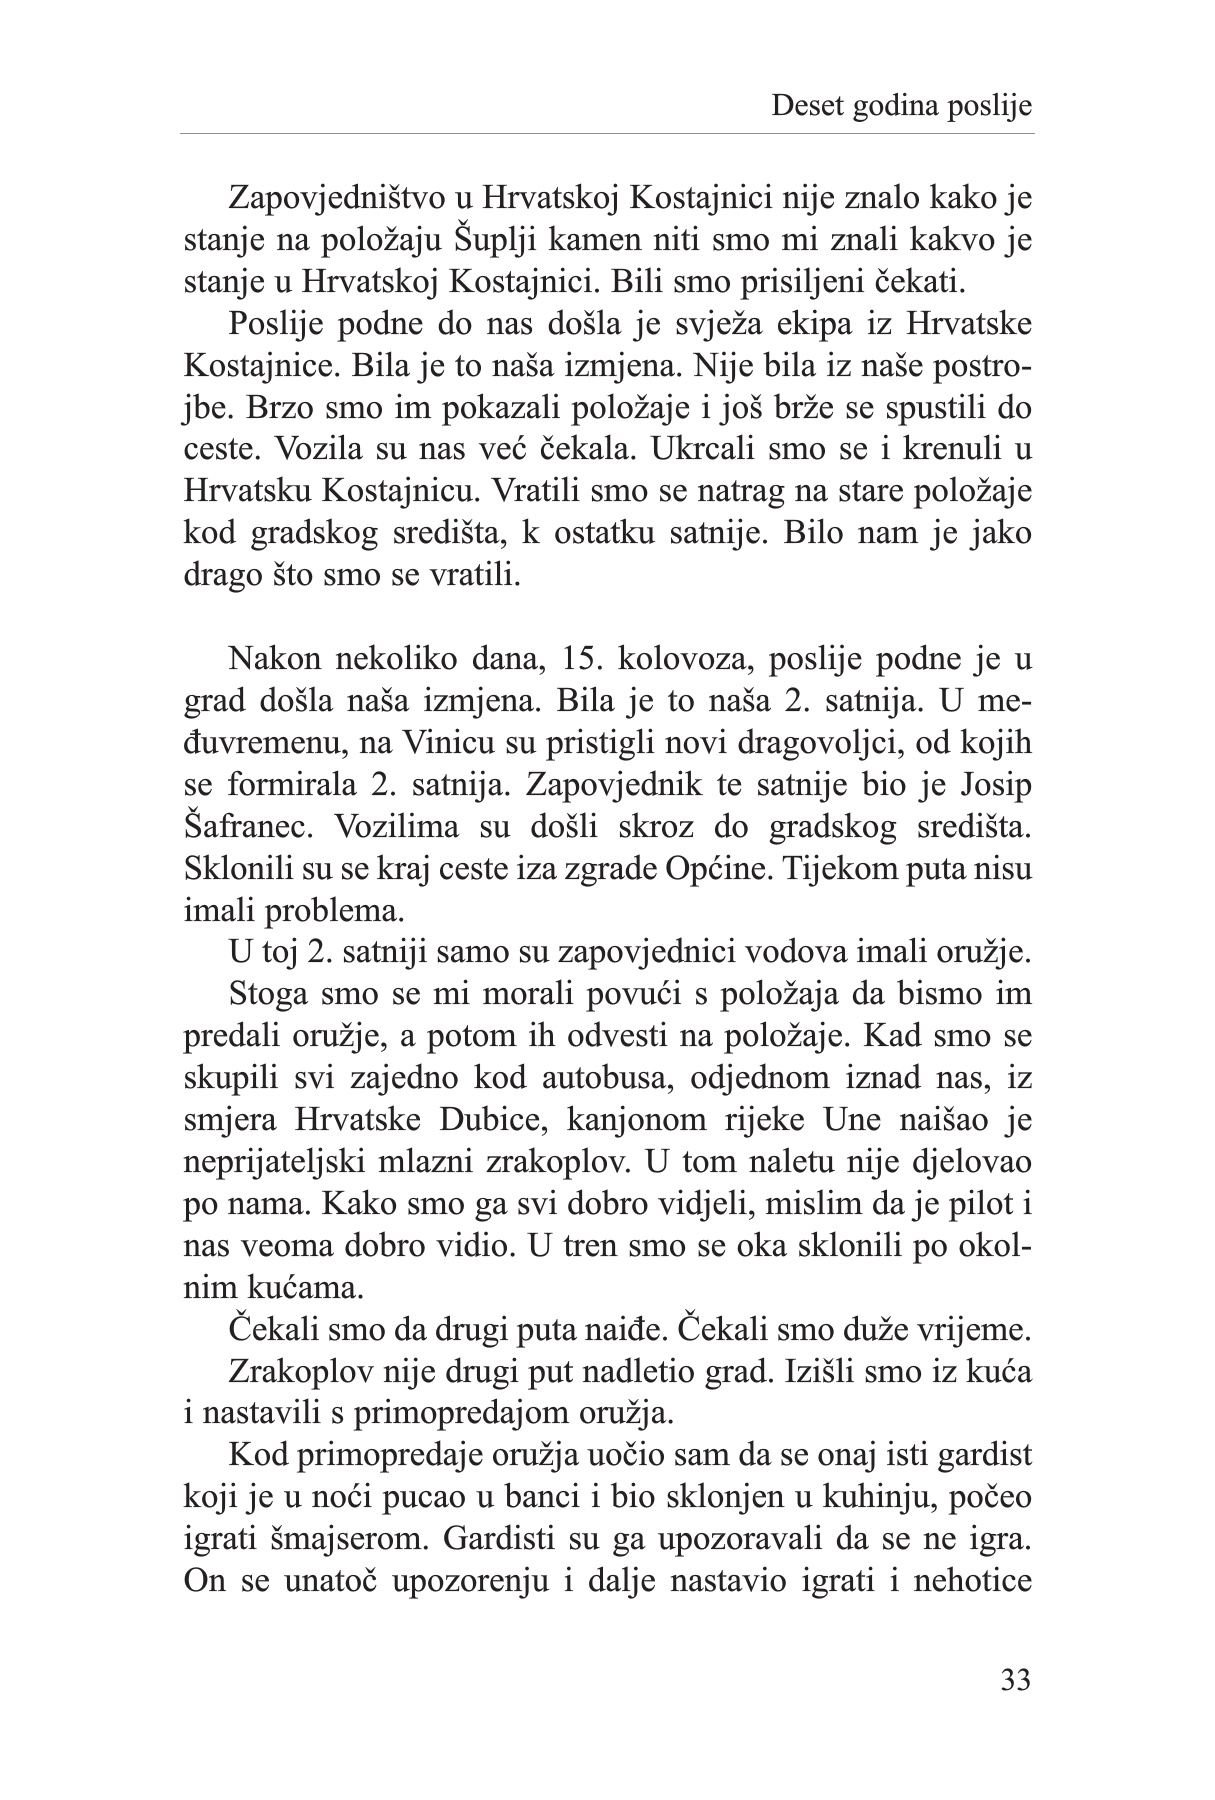 Deset godina poslije
Zapovjedništvo u Hrvatskoj Kostajnici nije znalo kako je
stanje na položaju Šuplji kamen niti smo mi znali kakvo je
stanje u Hrvatskoj Kostajnici. Bili smo prisiljeni čekati.
Poslije podne do nas došla je svježa ekipa iz Hrvatske
Kostajnice. Bila je to naša izmjena. Nije bila iz naše postro-
jbe. Brzo smo im pokazali položaje i još brže se spustili do
ceste. Vozila su nas već čekala. Ukrcali smo se i krenuli u
Hrvatsku Kostajnicu. Vratili smo se natrag na stare položaje
kod gradskog središta, k ostatku satnije. Bilo nam je jako
drago što smo se vratili.
Nakon nekoliko dana, 15. kolovoza, poslije podne je u
grad došla naša izmjena. Bila je to naša 2. satnija. U me-
đuvremenu, na Vinicu su pristigli novi dragovoljci, od kojih
se formirala 2. satnija. Zapovjednik te satnije bio je Josip
Šafranec. Vozilima su došli skroz do gradskog središta.
Sklonili su se kraj ceste iza zgrade Općine. Tijekom puta nisu
imali problema.
U toj 2. satniji samo su zapovjednici vodova imali oružje.
Stoga smo se mi morali povući s položaja da bismo im
predali oružje, a potom ih odvesti na položaje. Kad smo se
skupili svi zajedno kod autobusa, odjednom iznad nas, iz
smjera Hrvatske Dubice, kanjonom rijeke Une naišao je
neprijateljski mlazni zrakoplov. U tom naletu nije djelovao
po nama. Kako smo ga svi dobro vidjeli, mislim da je pilot i
nas veoma dobro vidio. U tren smo se oka sklonili po okol-
nim kućama.
Čekali smo da drugi puta naiđe. Čekali smo duže vrijeme.
Zrakoplov nije drugi put nadletio grad. Izišli smo iz kuća
i nastavili s primopredajom oružja.
Kod primopredaje oružja uočio sam da se onaj isti gardist
koji je u noći pucao u banci i bio sklonjen u kuhinju, počeo
igrati šmajserom. Gardisti su ga upozoravali da se ne igra.
On se unatoč upozorenju i dalje nastavio igrati i nehotice
33